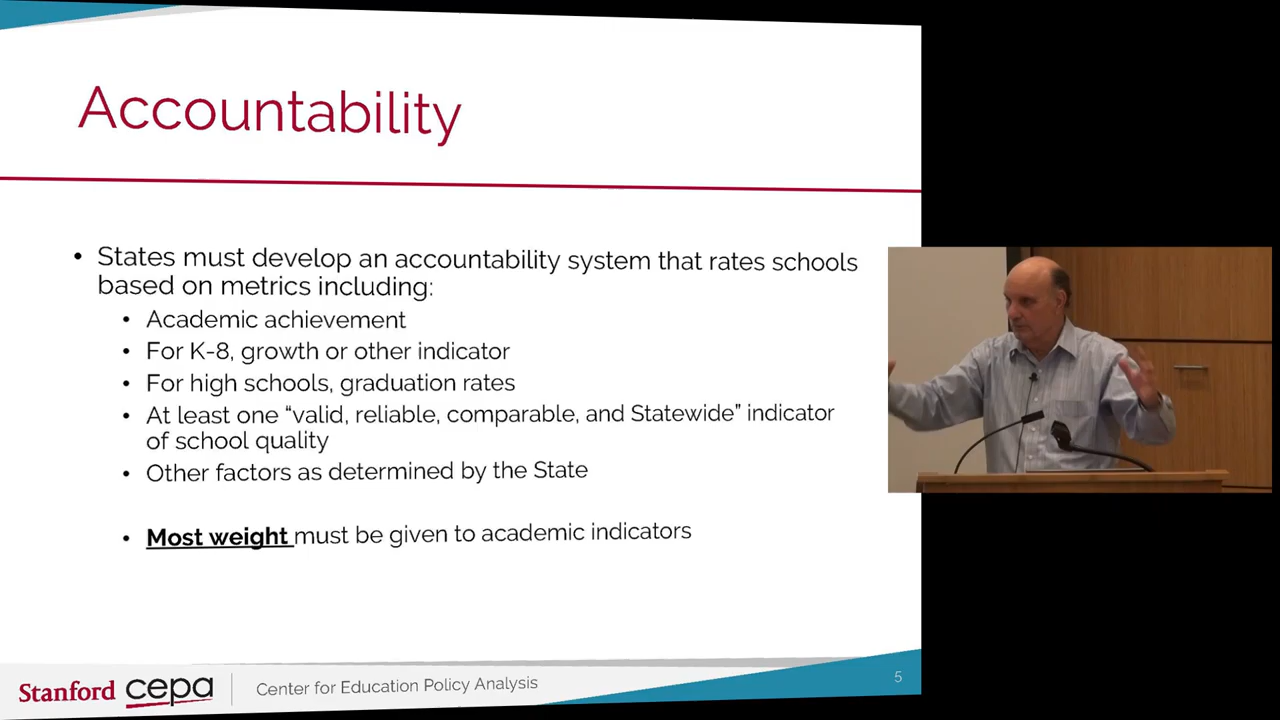 Accountability
• States must develop an accountability system that rates schools
based on metrics including:
• Academic achievement
• For K-8, growth or other indicator
• For high schools, graduation rates
• At least one “valid, reliable, comparable, and Statewide” indicator
of school quality
• Other factors as determined by the State
• Most weight must be given to academic indicators
Stanford cepa Center for Education Policy Analysis
5